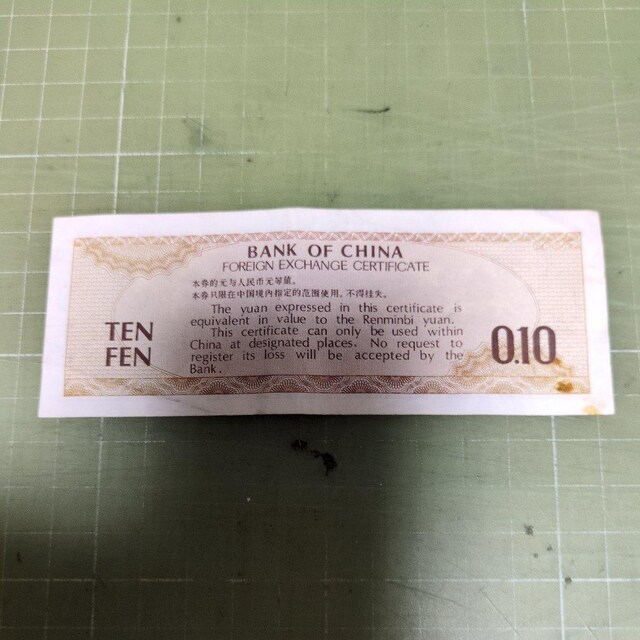 BANK OF CHINA
FOREIGN EXCHANGE CERTIFICATE
本券的元与人民币元等值。
本券只限在中国境内指定的范围使用，不得挂失。
The yuan expressed in this certificate is
equivalent in value to the Renminbi yuan.
This certificate can only be used within
China at designated places. No request to
register its loss will be accepted by the
Bank.
TEN
FEN
0.10